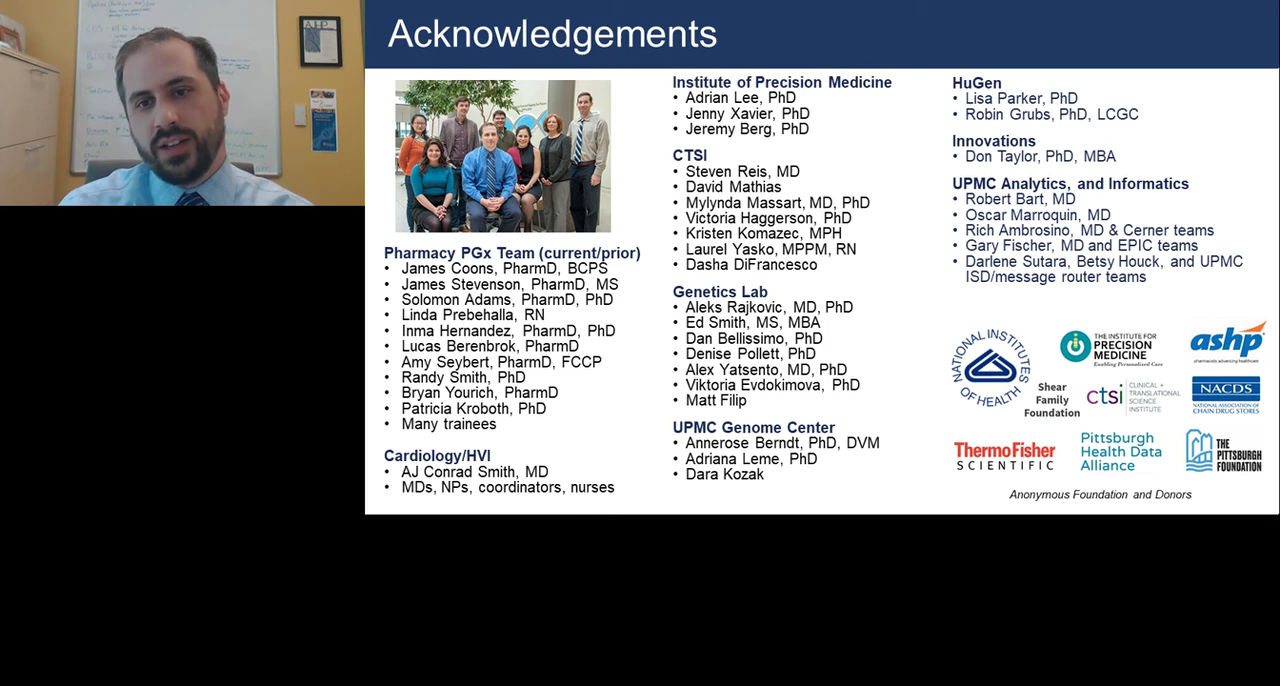 Acknowledgements
Pharmacy PGx Team (current/prior)
• James Coons, PharmD, BCPS
• James Stevenson, PharmD, MS
• Solomon Adams, PharmD, PhD
• Linda Prebehalla, RN
• Inma Hernandez, PharmD, PhD
• Lucas Berenbrok, PharmD
• Amy Seybert, PharmD, FCCP
• Randy Smith, PhD
• Bryan Yourich, PharmD
• Patricia Kroboth, PhD
• Many trainees
Cardiology/HVI
• AJ Conrad Smith, MD
• MDs, NPs, coordinators, nurses
Institute of Precision Medicine
• Adrian Lee, PhD
• Jenny Xavier, PhD
• Jeremy Berg, PhD
CTSI
• Steven Reis, MD
• David Mathias
• Mylynda Massart, MD, PhD
• Victoria Haggerson, PhD
• Kristen Komazec, MPH
• Laurel Yasko, MPPM, RN
• Dasha DiFrancesco
Genetics Lab
• Aleks Rajkovic, MD, PhD
• Ed Smith, MS, MBA
• Dan Bellissimo, PhD
• Denise Pollett, PhD
• Alex Yatsento, MD, PhD
• Viktoria Evdokimova, PhD
• Matt Filip
UPMC Genome Center
• Annerose Berndt, PhD, DVM
• Adriana Leme, PhD
• Dara Kozak
HuGen
• Lisa Parker, PhD
• Robin Grubs, PhD, LCGC
Innovations
• Don Taylor, PhD, MBA
UPMC Analytics, and Informatics
• Robert Bart, MD
• Oscar Marroquin, MD
• Rich Ambrosino, MD & Cerner teams
• Gary Fischer, MD and EPIC teams
• Darlene Sutara, Betsy Houck, and UPMC
ISD/message router teams
NATIONAL INSTITUTES
OF HEALTH
THE INSTITUTE FOR
PRECISION
MEDICINE
Enabling Personalized Care
ashp
pharmacists advancing healthcare
Shear
Family
Foundation
ctsi
CLINICAL +
TRANSLATIONAL
SCIENCE
INSTITUTE
NACDS
NATIONAL ASSOCIATION OF
CHAIN DRUG STORES
ThermoFisher
SCIENTIFIC
Pittsburgh
Health Data
Alliance
THE
PITTSBURGH
FOUNDATION
Anonymous Foundation and Donors